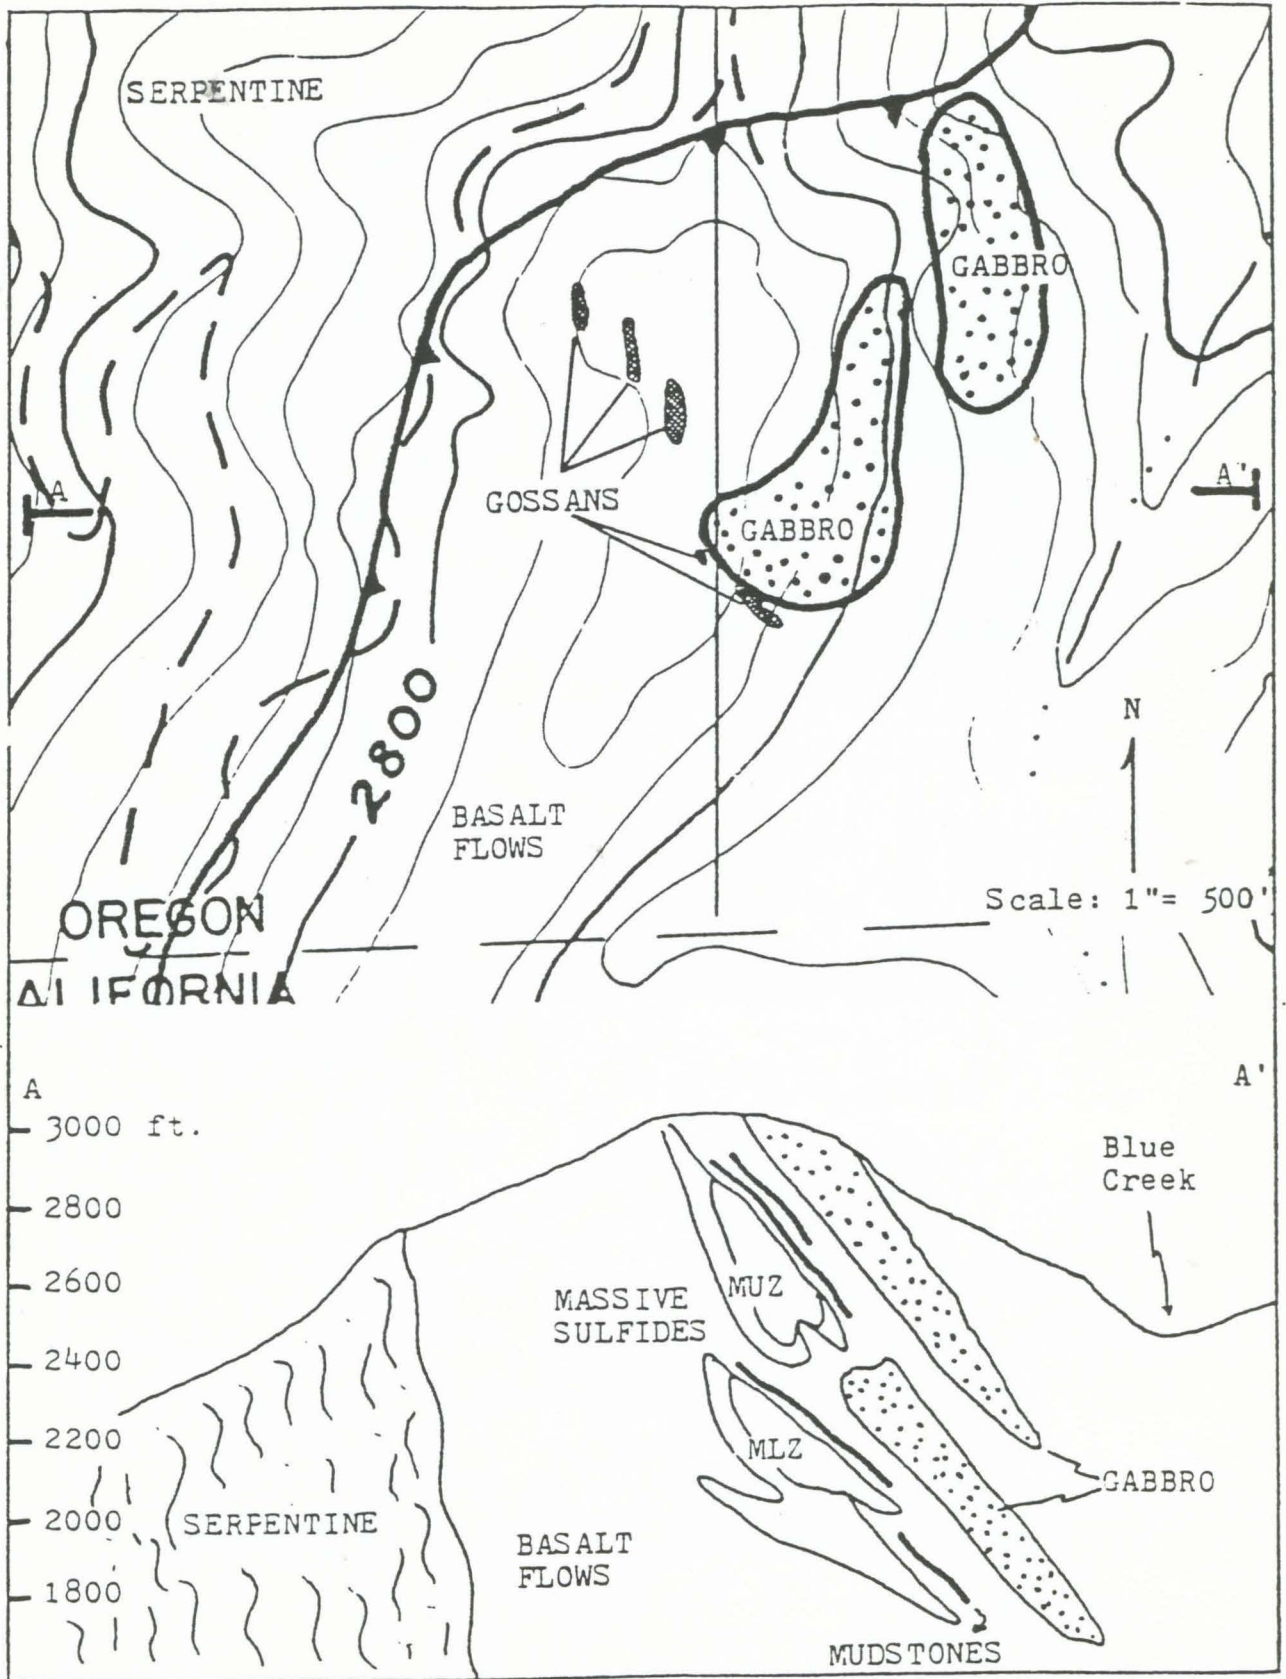 SERPENTINE
GABBRO
A
A'
GOSSANS
GABBRO
2800
N
BASALT
FLOWS
Scale: 1"= 500'
OREGON
ALIFORNIA
A
A'
3000 ft.
Blue
Creek
2800
2600
MUZ
MASSIVE
SULFIDES
2400
2200
MLZ
GABBRO
2000
SERPENTINE
BASALT
FLOWS
1800
MUDSTONES